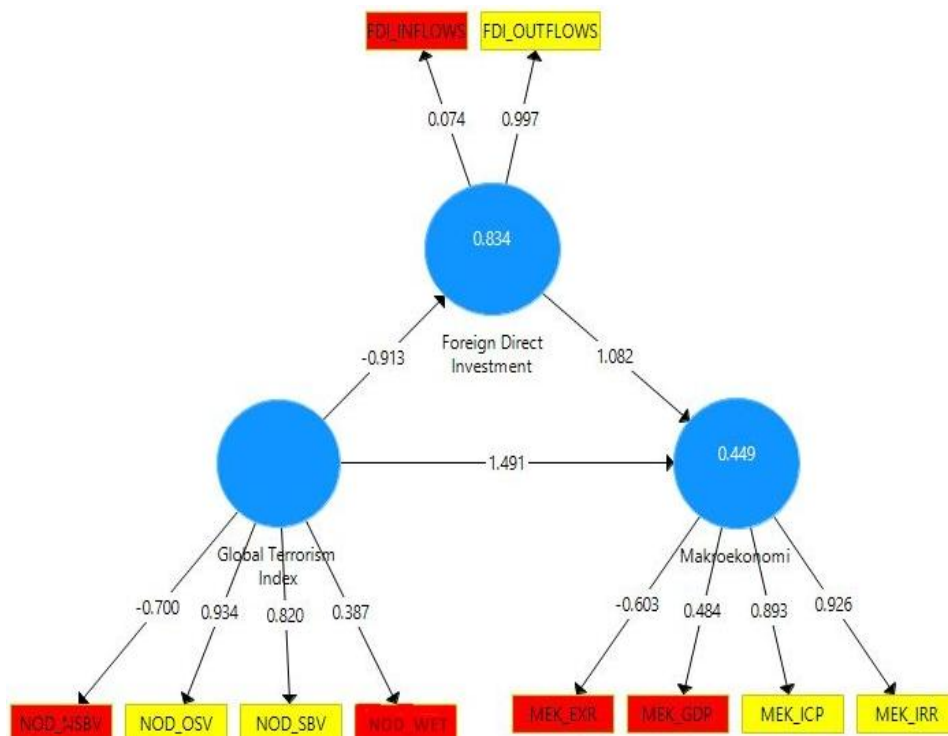 FDI_INFLOWS FDI_OUTFLOWS
0.074 0.997
0.834
Foreign Direct
Investment
-0.913 1.082
0.449
1.491
Global Terrorism
Index
Makroekonomi
-0.700 0.934 0.820 0.387
-0.603 0.484 0.893 0.926
NOD_NSBV NOD_OSV NOD_SBV NOD_WET
MEK_EXR MEK_GDP MEK_ICP MEK_IRR